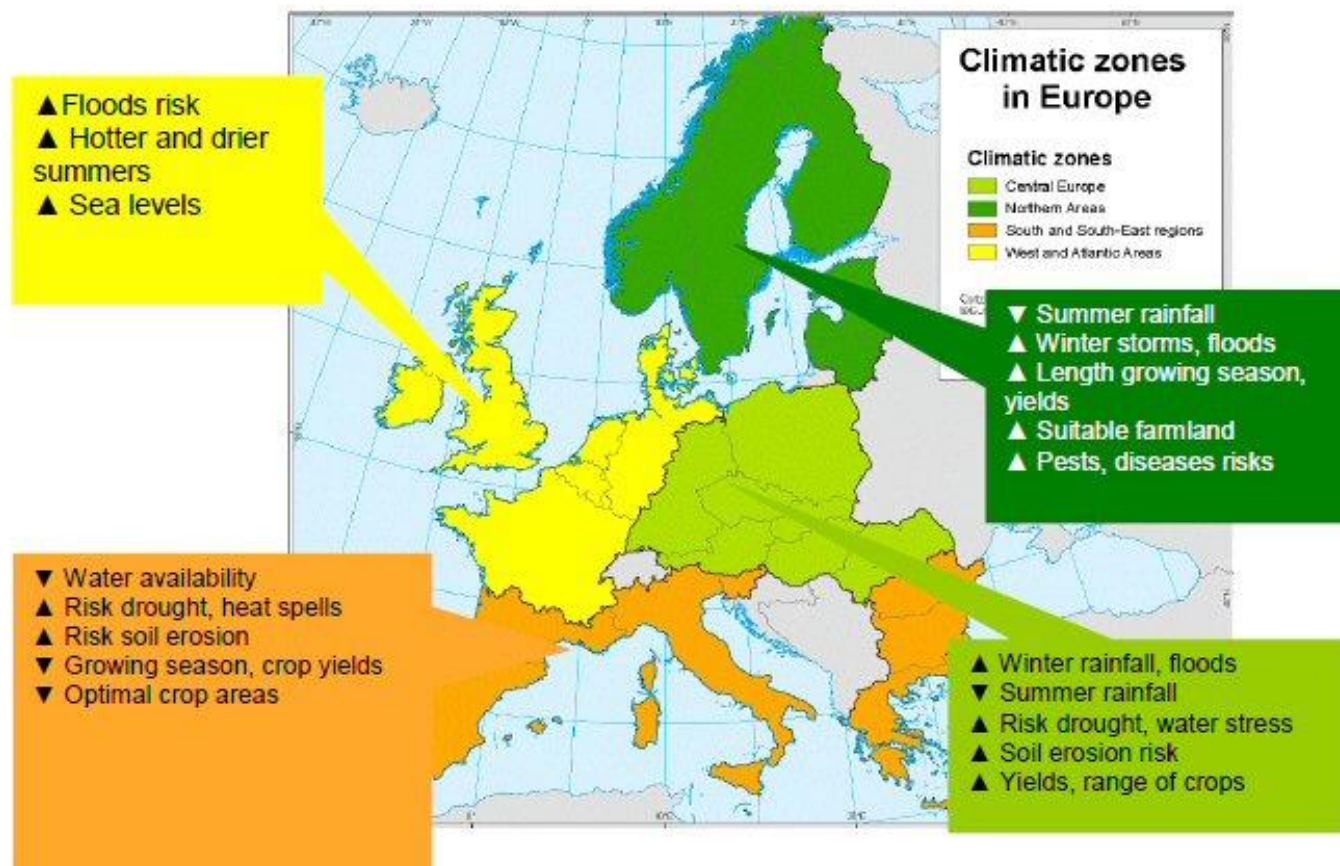 Climatic zones
in Europe
Climatic zones
Central Europe
Northern Areas
South and South-East regions
West and Atlantic Areas
▲Floods risk
▲ Hotter and drier
summers
▲ Sea levels
▼ Summer rainfall
▲ Winter storms, floods
▲ Length growing season,
yields
▲ Suitable farmland
▲ Pests, diseases risks
▼ Water availability
▲ Risk drought, heat spells
▲ Risk soil erosion
▼ Growing season, crop yields
▼ Optimal crop areas
▲ Winter rainfall, floods
▼ Summer rainfall
▲ Risk drought, water stress
▲ Soil erosion risk
▲ Yields, range of crops